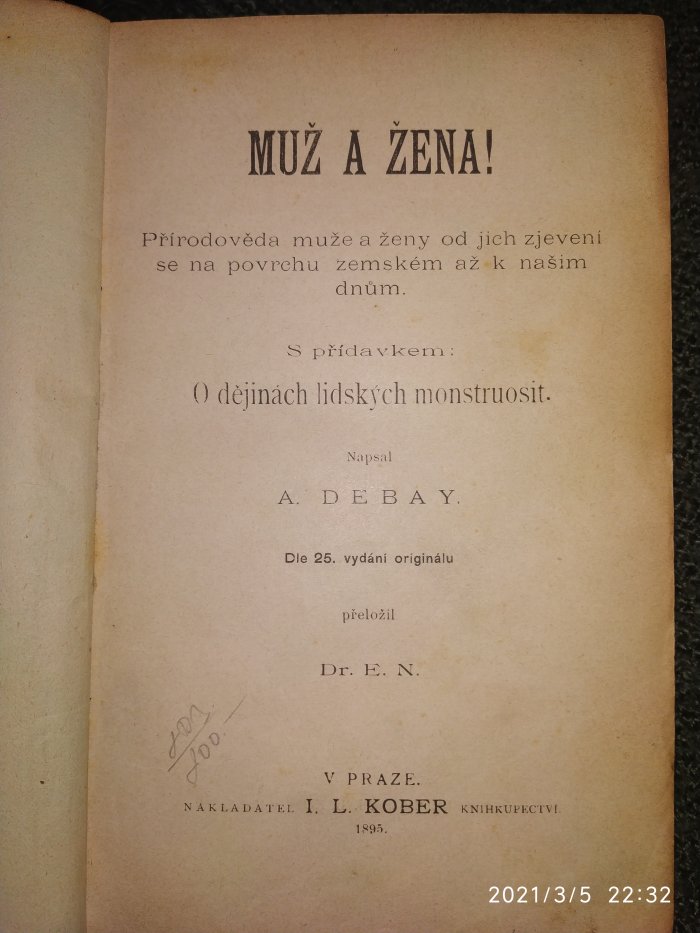 MUŽ A ŽENA!
Přírodověda muže a ženy od jich zjevení
se na povrchu zemském až k našim
dnům.
S přídavkem:
O dějinách lidských monstruosit.
Napsal
A. DEBAY.
Dle 25. vydání originálu
přeložil
Dr. E. N.
V PRAZE.
NAKLADATEL I. L. KOBER KNIHKUPECTVÍ
1895.
2021/3/5 22:32